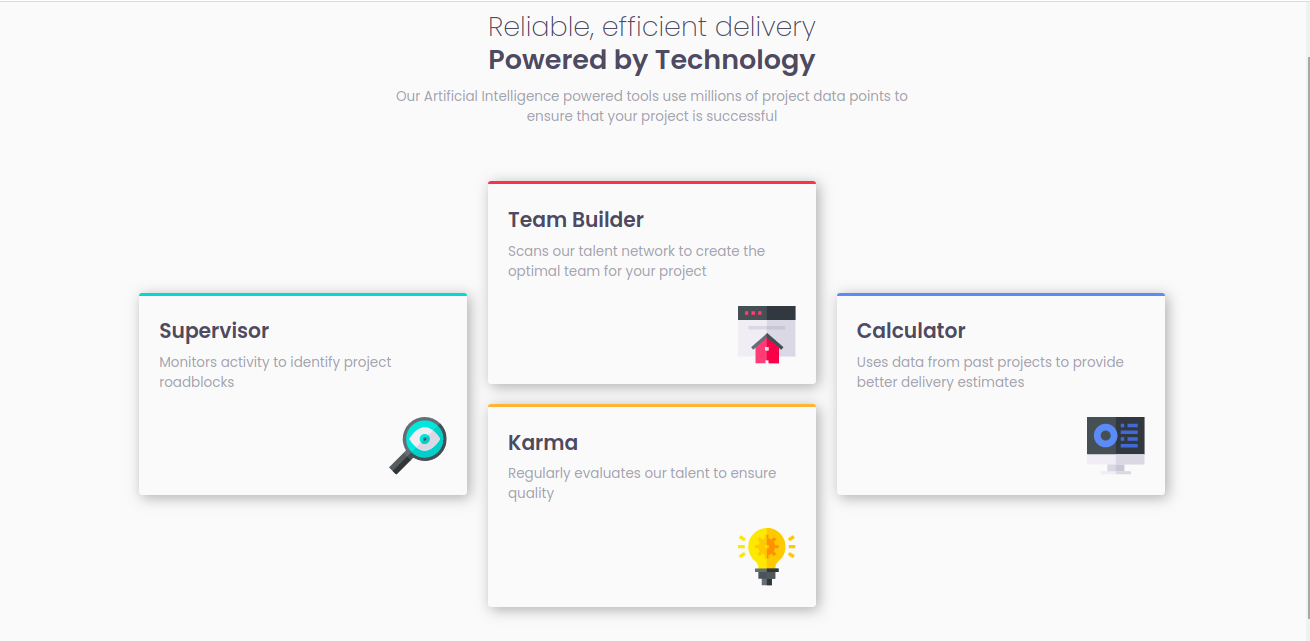 Reliable, efficient delivery
Powered by Technology
Our Artificial Intelligence powered tools use millions of project data points to
ensure that your project is successful
Team Builder
Scans our talent network to create the
optimal team for your project
Supervisor
Monitors activity to identify project
roadblocks
Calculator
Uses data from past projects to provide
better delivery estimates
Karma
Regularly evaluates our talent to ensure
quality